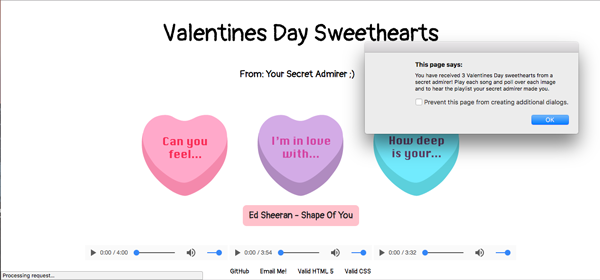 Valentines Day Sweethearts
From: Your Secret Admirer ;)
This page says:
You have received 3 Valentines Day sweethearts from a
secret admirer! Play each song and poll over each image
and to hear the playlist your secret admirer made you.
Prevent this page from creating additional dialogs.
OK
Can you
feel...
I'm in love
with...
How deep
is your...
Ed Sheeran - Shape Of You
0:00 / 4:00
0:00 / 3:54
0:00 / 3:32
GitHub Email Me! Valid HTML 5 Valid CSS
Processing request...